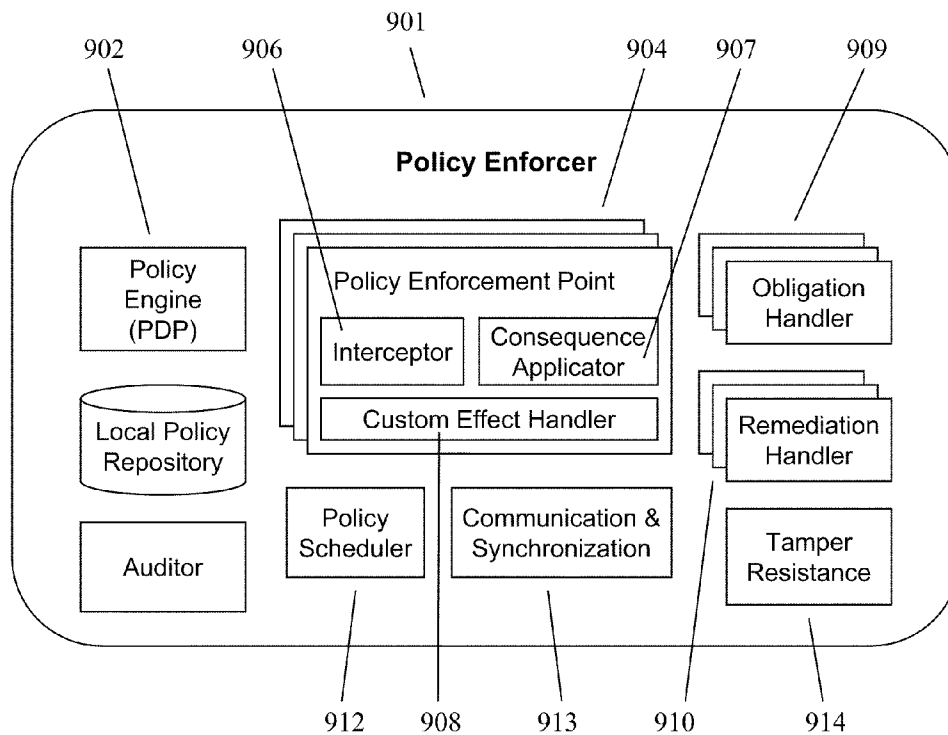 901
902
906
904
907
909
Policy Enforcer
Policy
Engine
(PDP)
Policy Enforcement Point
Interceptor
Consequence
Applicator
Custom Effect Handler
Obligation
Handler
Local Policy
Repository
Remediation
Handler
Auditor
Policy
Scheduler
Communication &
Synchronization
Tamper
Resistance
912
908
913
910
914